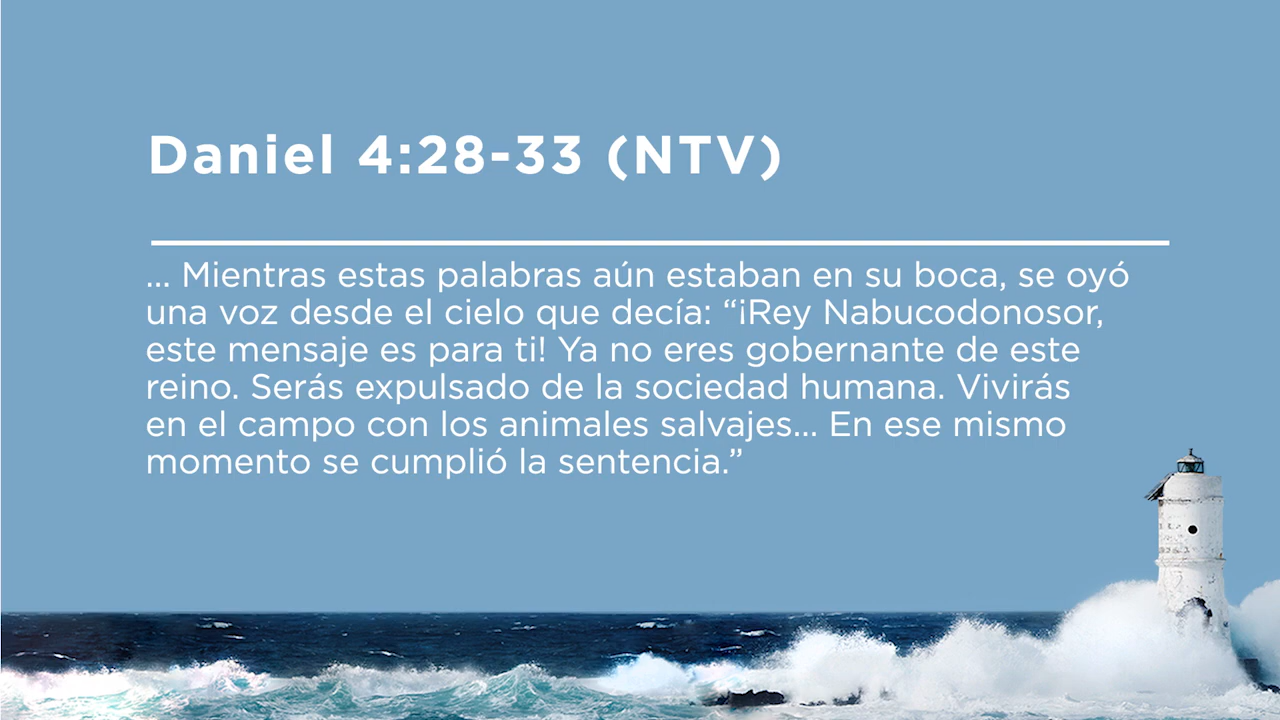 Daniel 4:28-33 (NTV)
... Mientras estas palabras aún estaban en su boca, se oyó
una voz desde el cielo que decía: “¡Rey Nabucodonosor,
este mensaje es para ti! Ya no eres gobernante de este
reino. Serás expulsado de la sociedad humana. Vivirás
en el campo con los animales salvajes... En ese mismo
momento se cumplió la sentencia.”